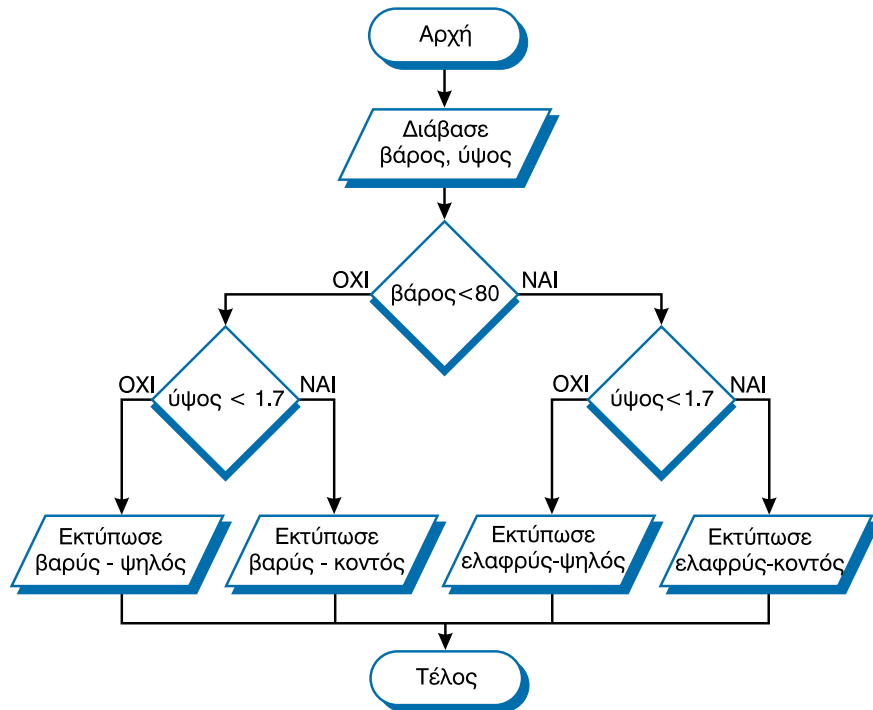 Αρχή
Διάβασε
βάρος, ύψος
ΟΧΙ
βάρος<80
ΝΑΙ
ΟΧΙ
ύψος < 1.7
ΝΑΙ
ΟΧΙ
ύψος<1.7
ΝΑΙ
Εκτύπωσε
βαρύς - ψηλός
Εκτύπωσε
βαρύς - κοντός
Εκτύπωσε
ελαφρύς-ψηλός
Εκτύπωσε
ελαφρύς-κοντός
Τέλος